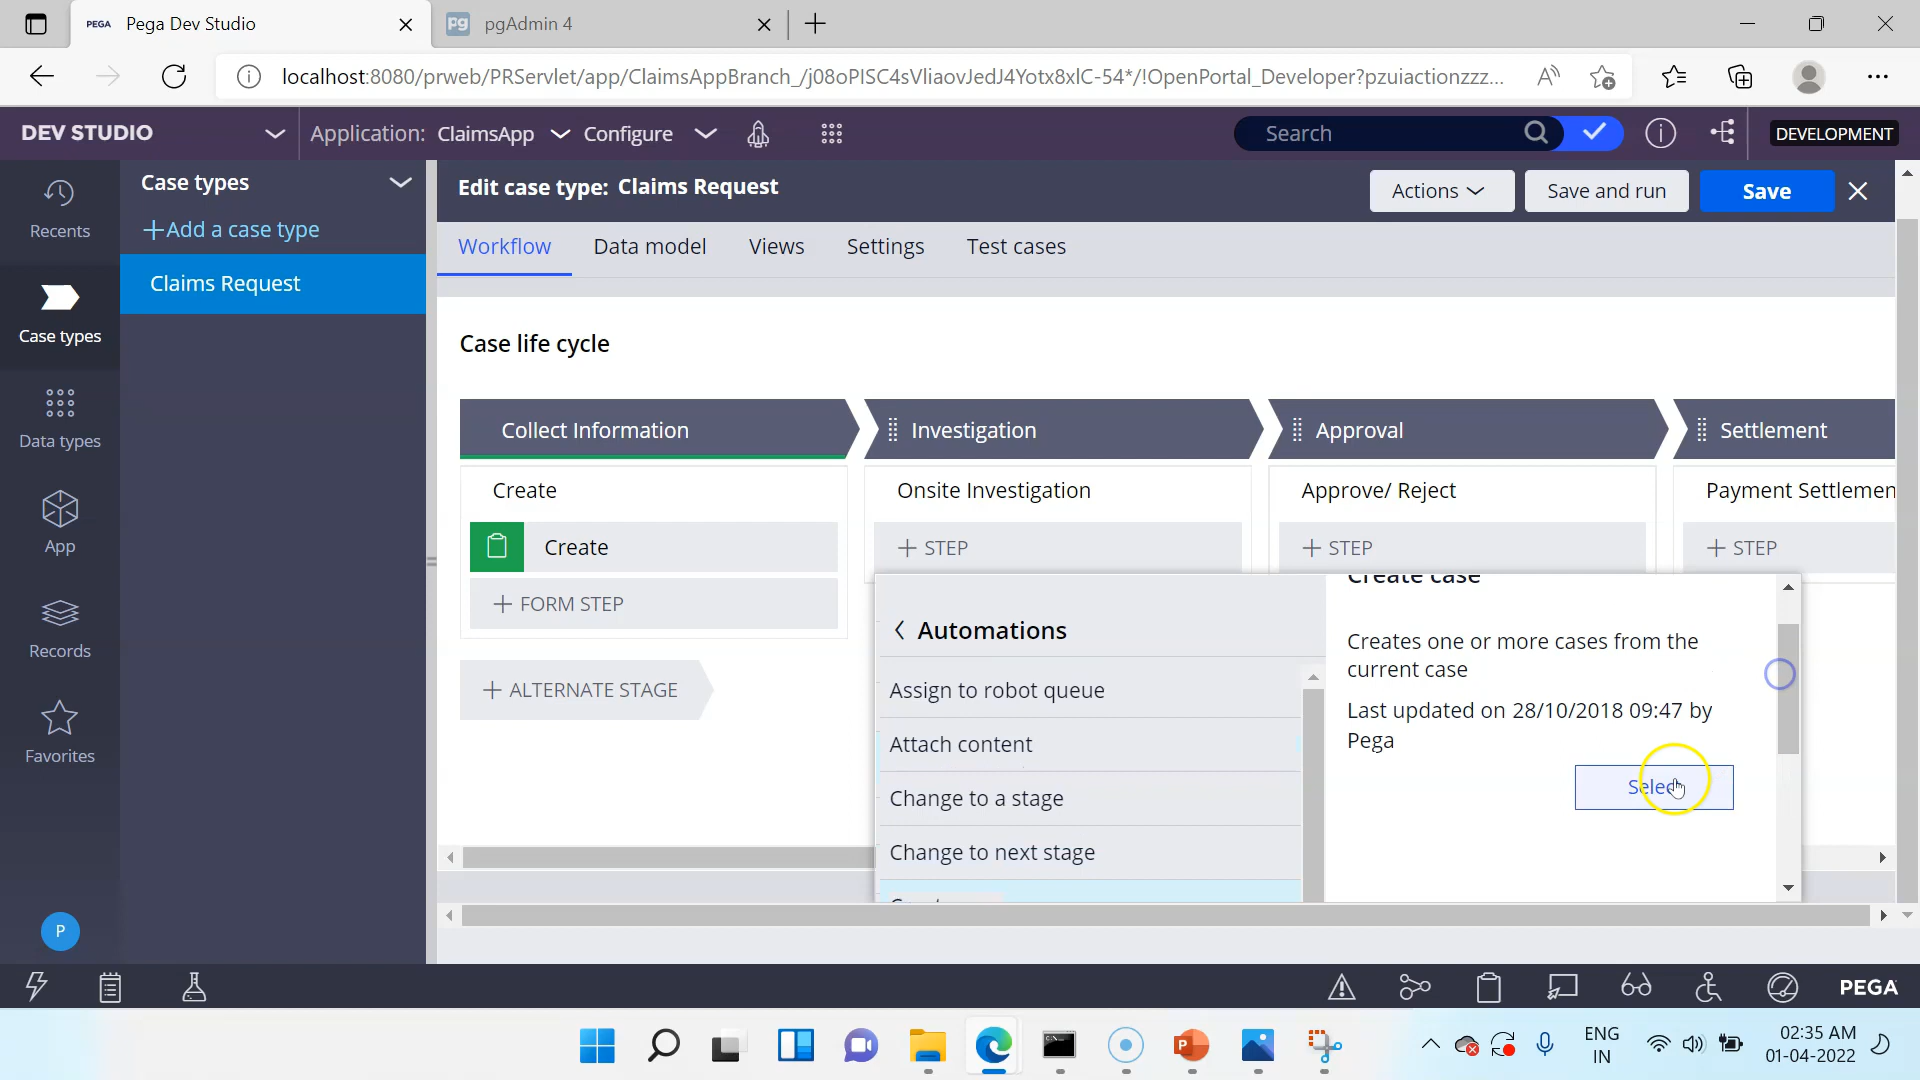 PEGA Pega Dev Studio
pgAdmin 4
localhost:8080/prweb/PRServlet/app/ClaimsAppBranch_/j08oPISC4sVliaovJedJ4Yotx8xlC-54*/!OpenPortal_Developer?pzuiactionzzz...
DEV STUDIO
Application: ClaimsApp
Configure
Search
DEVELOPMENT
Recents
Case types
Data types
App
Records
Favorites
P
Case types
+Add a case type
Claims Request
Edit case type: Claims Request
Actions
Save and run
Save
Workflow
Data model
Views
Settings
Test cases
Case life cycle
Collect Information
Investigation
Approval
Settlement
Create
Onsite Investigation
Approve/ Reject
Payment Settlemen
Create
+ STEP
+ STEP
+ STEP
+ FORM STEP
+ ALTERNATE STAGE
Automations
Assign to robot queue
Attach content
Change to a stage
Change to next stage
Create case
Creates one or more cases from the
current case
Last updated on 28/10/2018 09:47 by
Pega
Select
PEGA
ENG
IN
02:35 AM
01-04-2022